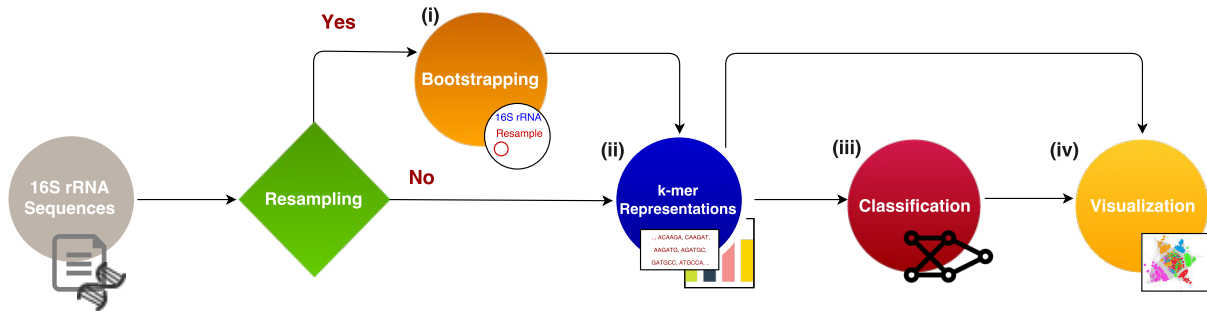 Yes
(i)
Bootstrapping
16S rRNA
Resample
16S rRNA
Sequences
Resampling
No
(ii)
k-mer
Representations
.., ACAAGA, CAAGAT,
AAGATG, AGATGC,
GATGCC, ATGCCA, ..
(iii)
Classification
(iv)
Visualization